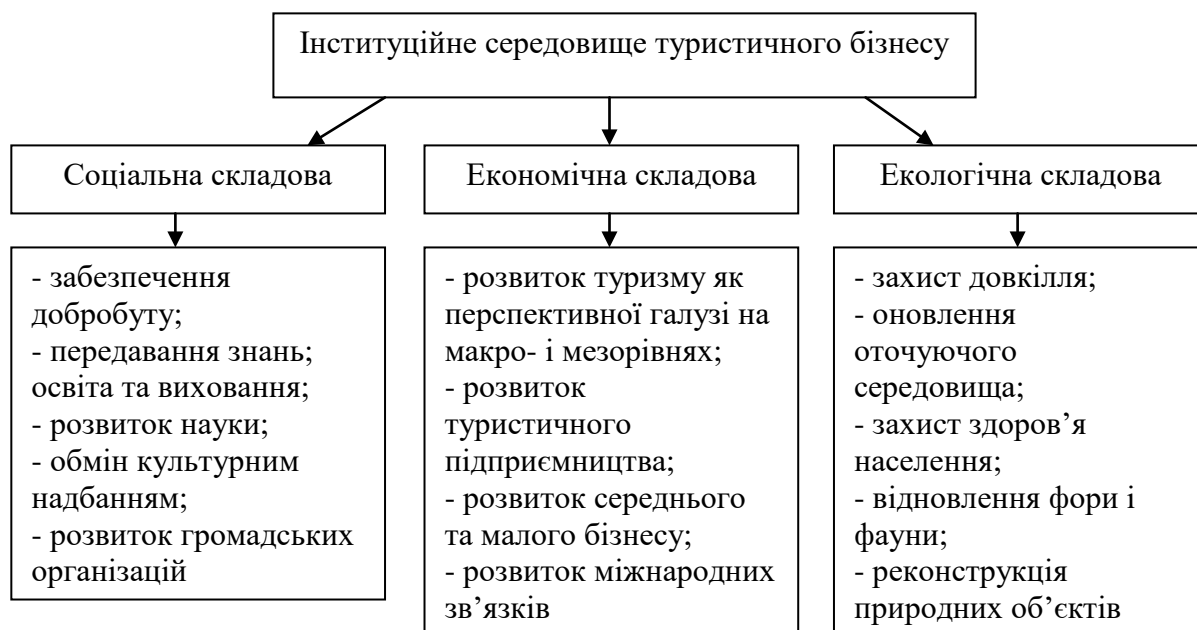 Інституційне середовище туристичного бізнесу
Соціальна складова
Економічна складова
Екологічна складова
- забезпечення
добробуту;
- передавання знань;
освіта та виховання;
- розвиток науки;
- обмін культурним
надбанням;
- розвиток громадських
організацій
- розвиток туризму як
перспективної галузі на
макро- і мезорівнях;
- розвиток
туристичного
підприємництва;
- розвиток середнього
та малого бізнесу;
- розвиток міжнародних
зв’язків
- захист довкілля;
- оновлення
оточуючого
середовища;
- захист здоров’я
населення;
- відновлення фори і
фауни;
- реконструкція
природних об’єктів